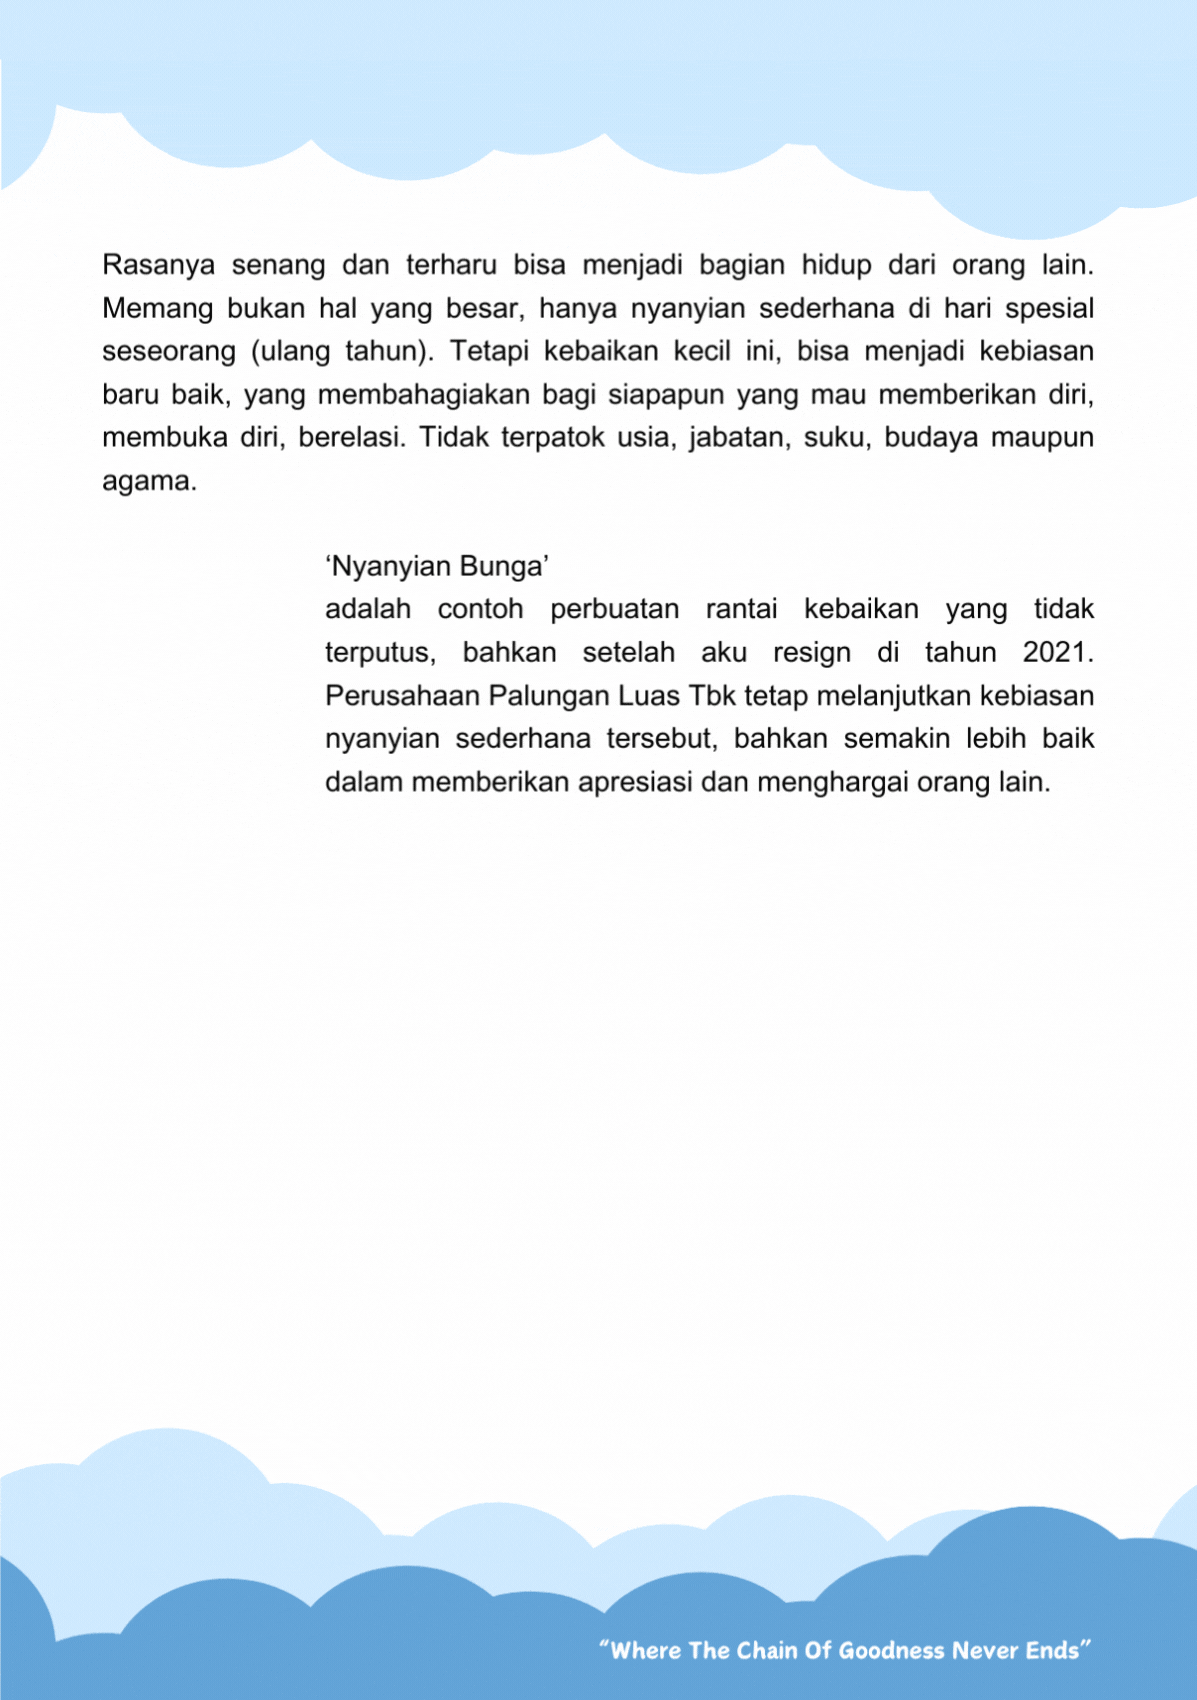 Rasanya senang dan terharu bisa menjadi bagian hidup dari orang lain.
Memang bukan hal yang besar, hanya nyanyian sederhana di hari spesial
seseorang (ulang tahun). Tetapi kebaikan kecil ini, bisa menjadi kebiasan
baru baik, yang membahagiakan bagi siapapun yang mau memberikan diri,
membuka diri, berelasi. Tidak terpatok usia, jabatan, suku, budaya maupun
agama.
‘Nyanyian Bunga’
adalah contoh perbuatan rantai kebaikan yang tidak
terputus, bahkan setelah aku resign di tahun 2021.
Perusahaan Palungan Luas Tbk tetap melanjutkan kebiasan
nyanyian sederhana tersebut, bahkan semakin lebih baik
dalam memberikan apresiasi dan menghargai orang lain.
“Where The Chain Of Goodness Never Ends”